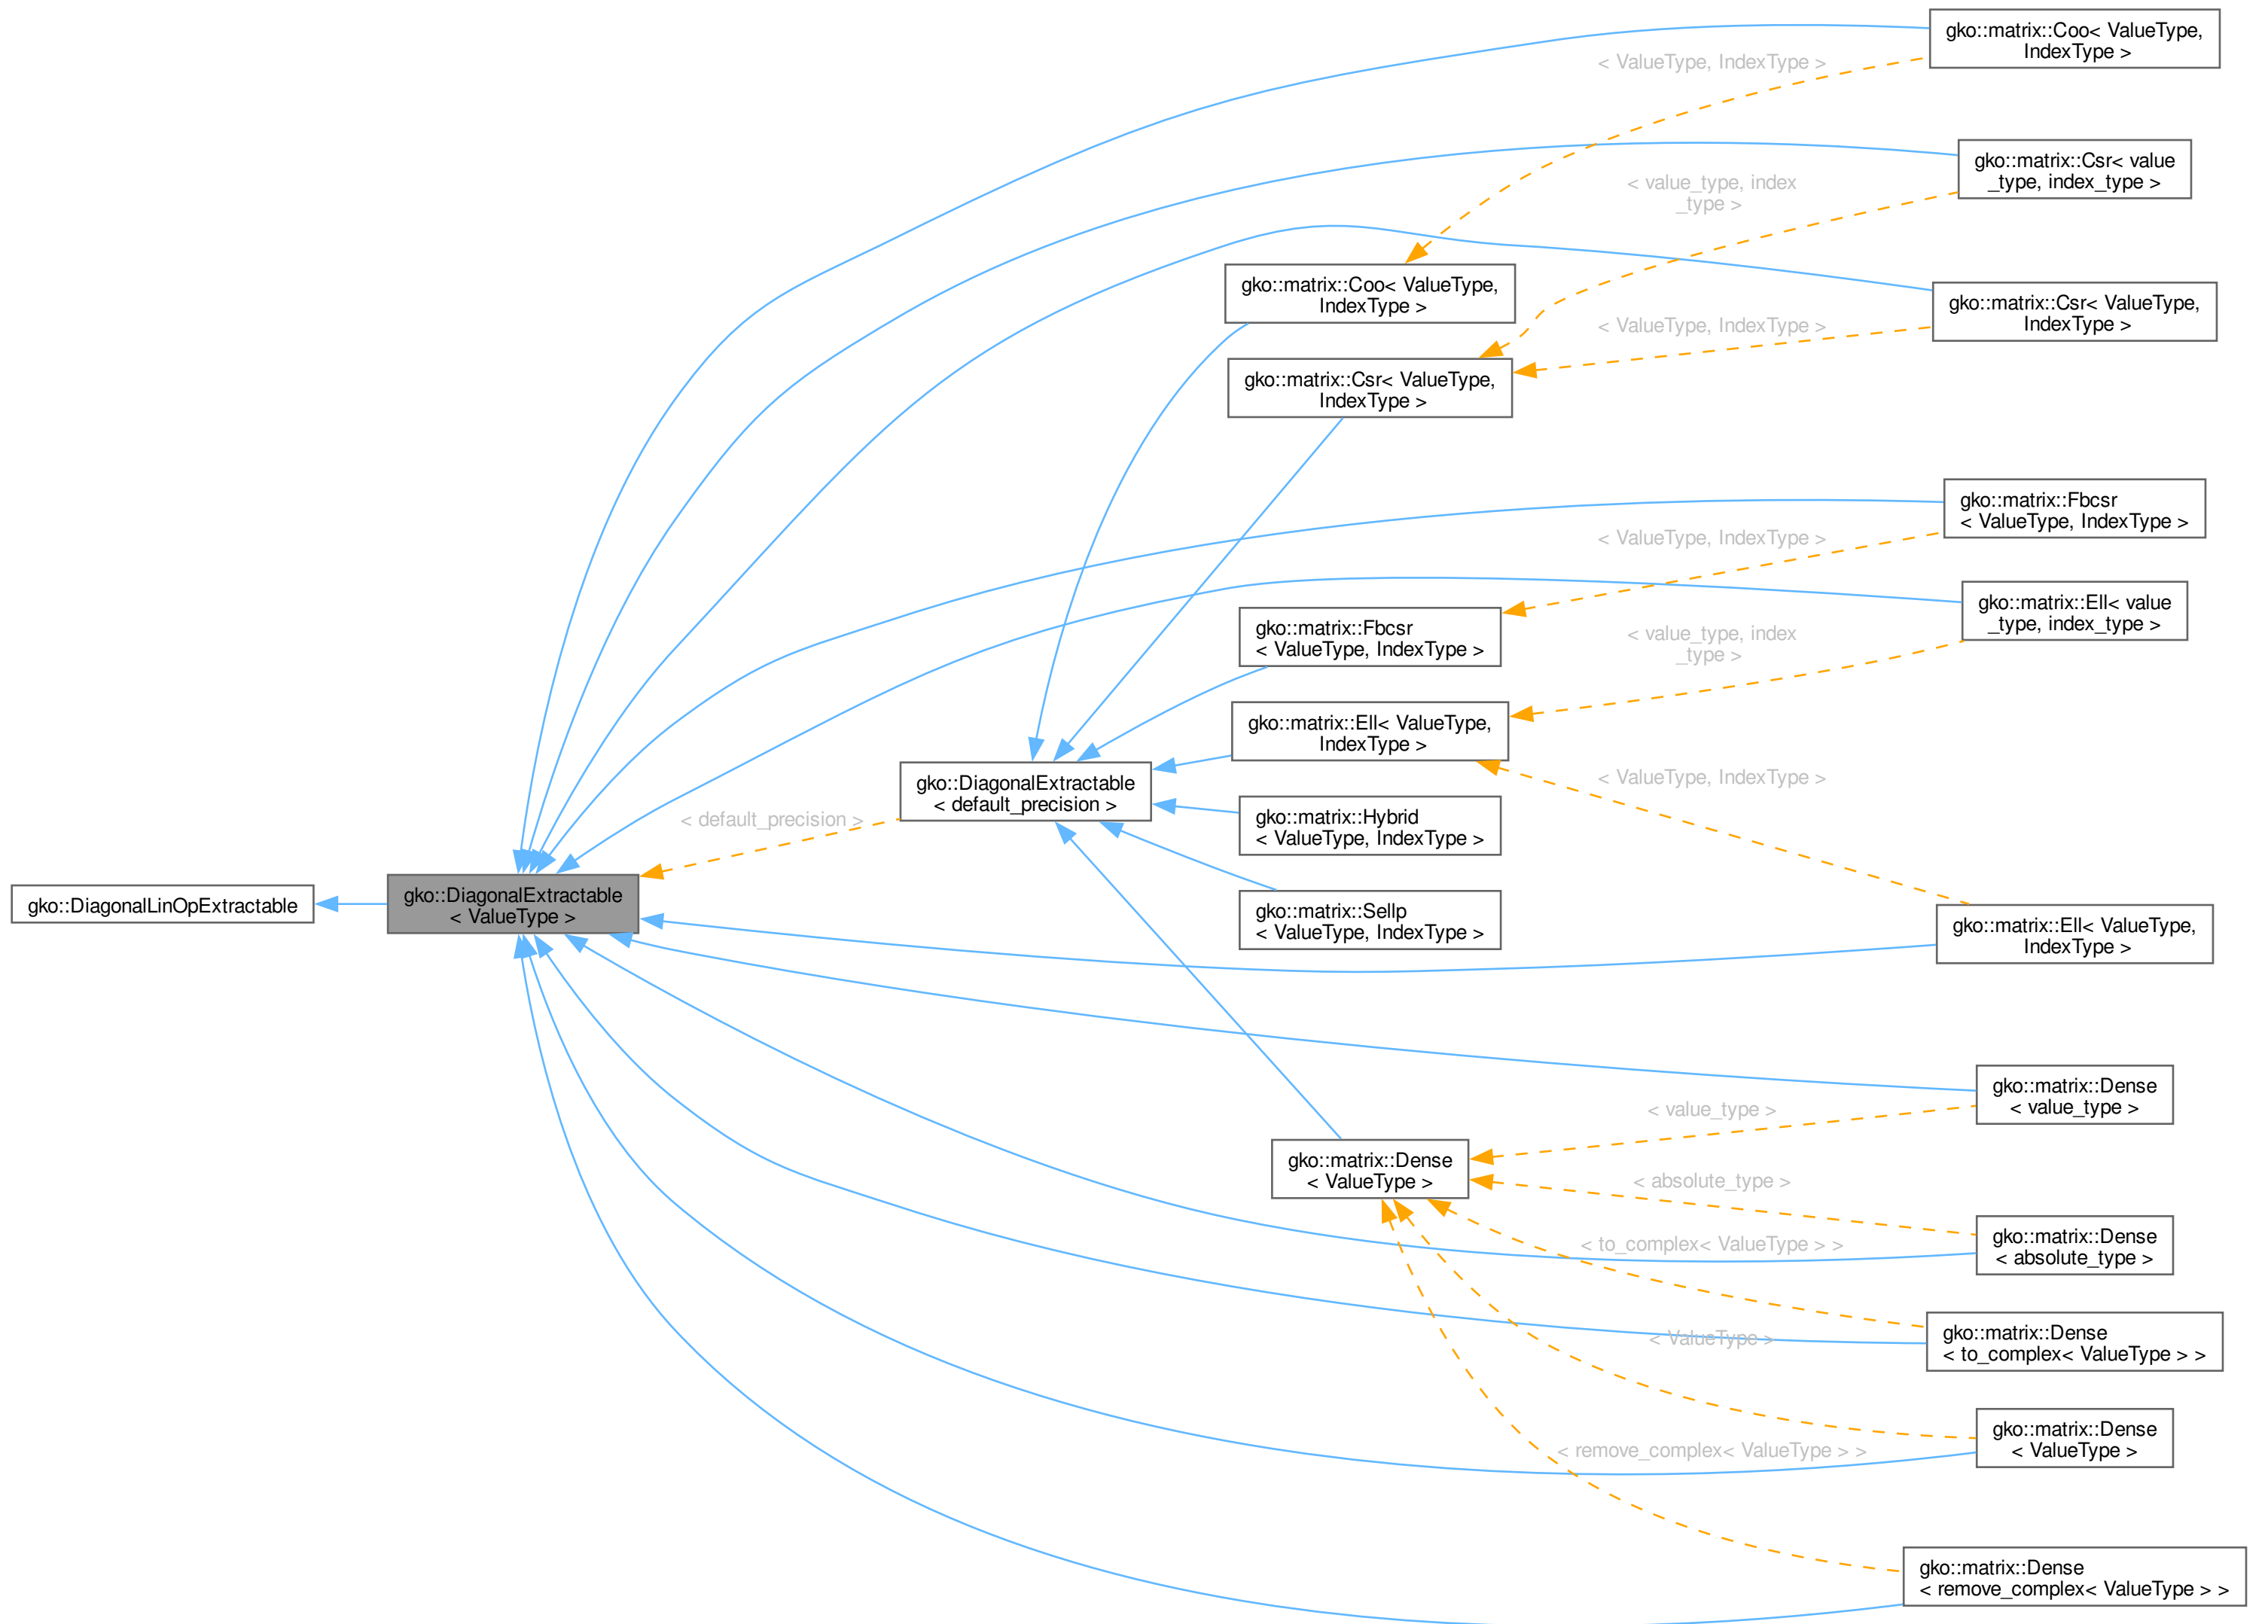 gko::matrix::Coo< ValueType,
IndexType >
< ValueType, IndexType >
gko::matrix::Csr< value
_type, index_type >
< value_type, index
_type >
gko::matrix::Coo< ValueType,
IndexType >
gko::matrix::Csr< ValueType,
IndexType >
< ValueType, IndexType >
gko::matrix::Csr< ValueType,
IndexType >
gko::matrix::Fbcsr
< ValueType, IndexType >
< ValueType, IndexType >
gko::matrix::Ell< value
_type, index_type >
gko::matrix::Fbcsr
< ValueType, IndexType >
< value_type, index
_type >
gko::matrix::Ell< ValueType,
IndexType >
gko::DiagonalExtractable
< default_precision >
< ValueType, IndexType >
gko::matrix::Hybrid
< ValueType, IndexType >
< default_precision >
gko::DiagonalLinOpExtractable
gko::DiagonalExtractable
< ValueType >
gko::matrix::Sellp
< ValueType, IndexType >
gko::matrix::Ell< ValueType,
IndexType >
gko::matrix::Dense
< value_type >
< value_type >
gko::matrix::Dense
< ValueType >
< absolute_type >
gko::matrix::Dense
< absolute_type >
< to_complex< ValueType > >
gko::matrix::Dense
< to_complex< ValueType > >
< ValueType >
gko::matrix::Dense
< ValueType >
< remove_complex< ValueType > >
gko::matrix::Dense
< remove_complex< ValueType > >